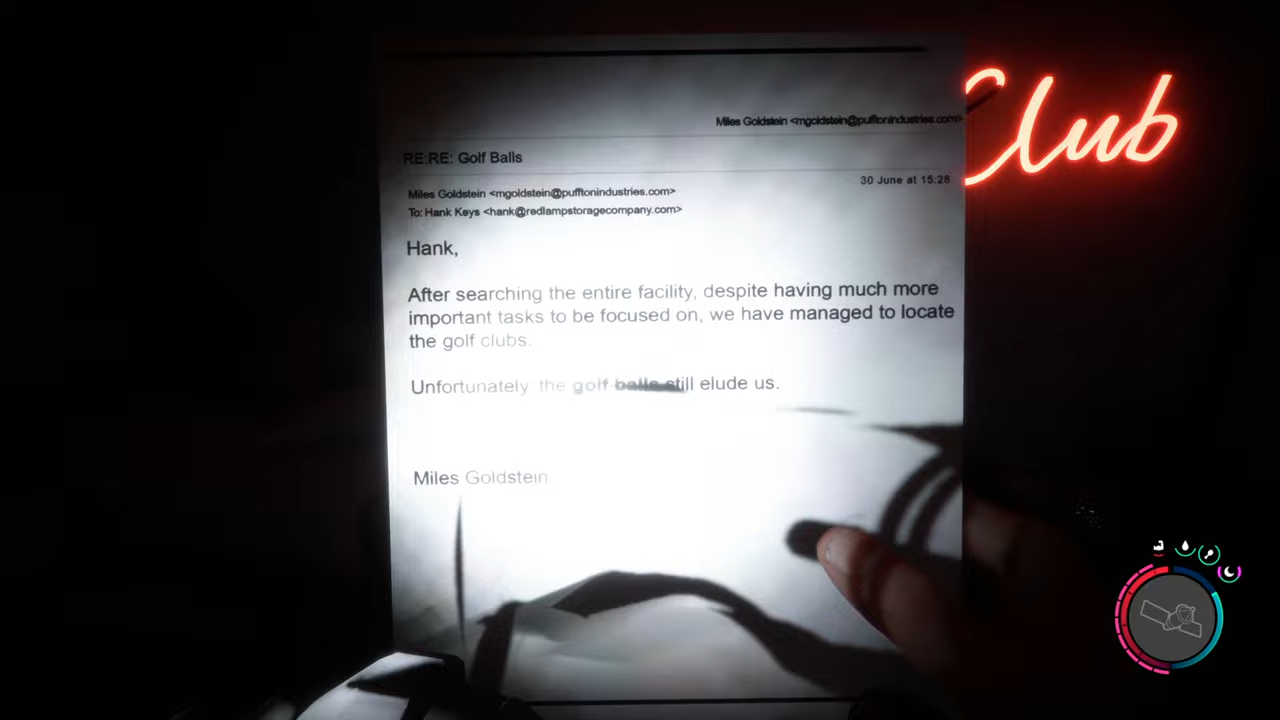 Miles Goldstein <mgoldstein@pufftonindustries.com>
RE:RE: Golf Balls
30 June at 15:28
Miles Goldstein <mgoldstein@pufftonindustries.com>
To: Hank Keys <hank@redlampstoragecompany.com>
Hank,
After searching the entire facility, despite having much more
important tasks to be focused on, we have managed to locate
the golf clubs.
Unfortunately the golf balls still elude us.
Miles Goldstein
Club